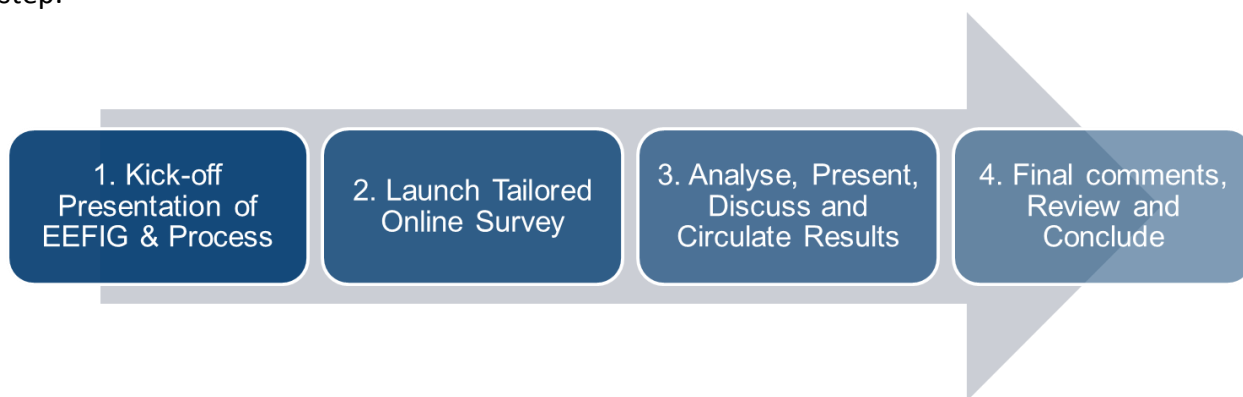 step.
1. Kick-off
Presentation of
EEFIG & Process
2. Launch Tailored
Online Survey
3. Analyse, Present,
Discuss and
Circulate Results
4. Final comments,
Review and
Conclude